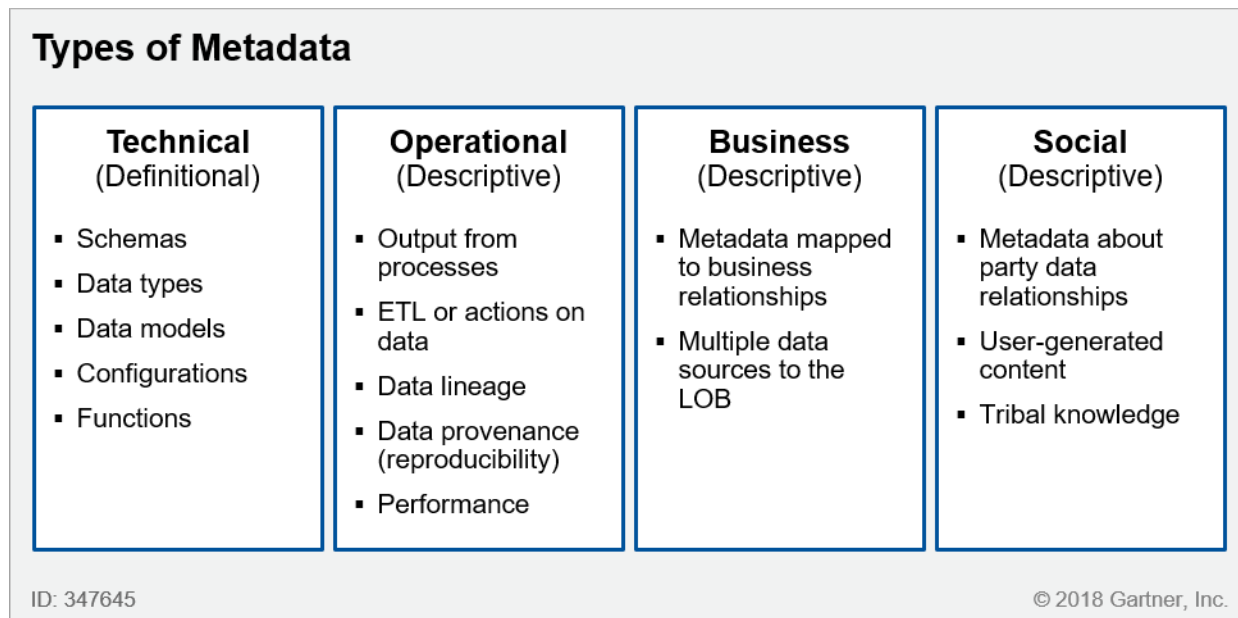 Types of Metadata
Technical
(Definitional)
▪ Schemas
▪ Data types
▪ Data models
▪ Configurations
▪ Functions
Operational
(Descriptive)
▪ Output from
processes
▪ ETL or actions on
data
▪ Data lineage
▪ Data provenance
(reproducibility)
▪ Performance
Business
(Descriptive)
▪ Metadata mapped
to business
relationships
▪ Multiple data
sources to the
LOB
Social
(Descriptive)
▪ Metadata about
party data
relationships
▪ User-generated
content
▪ Tribal knowledge
ID: 347645
© 2018 Gartner, Inc.